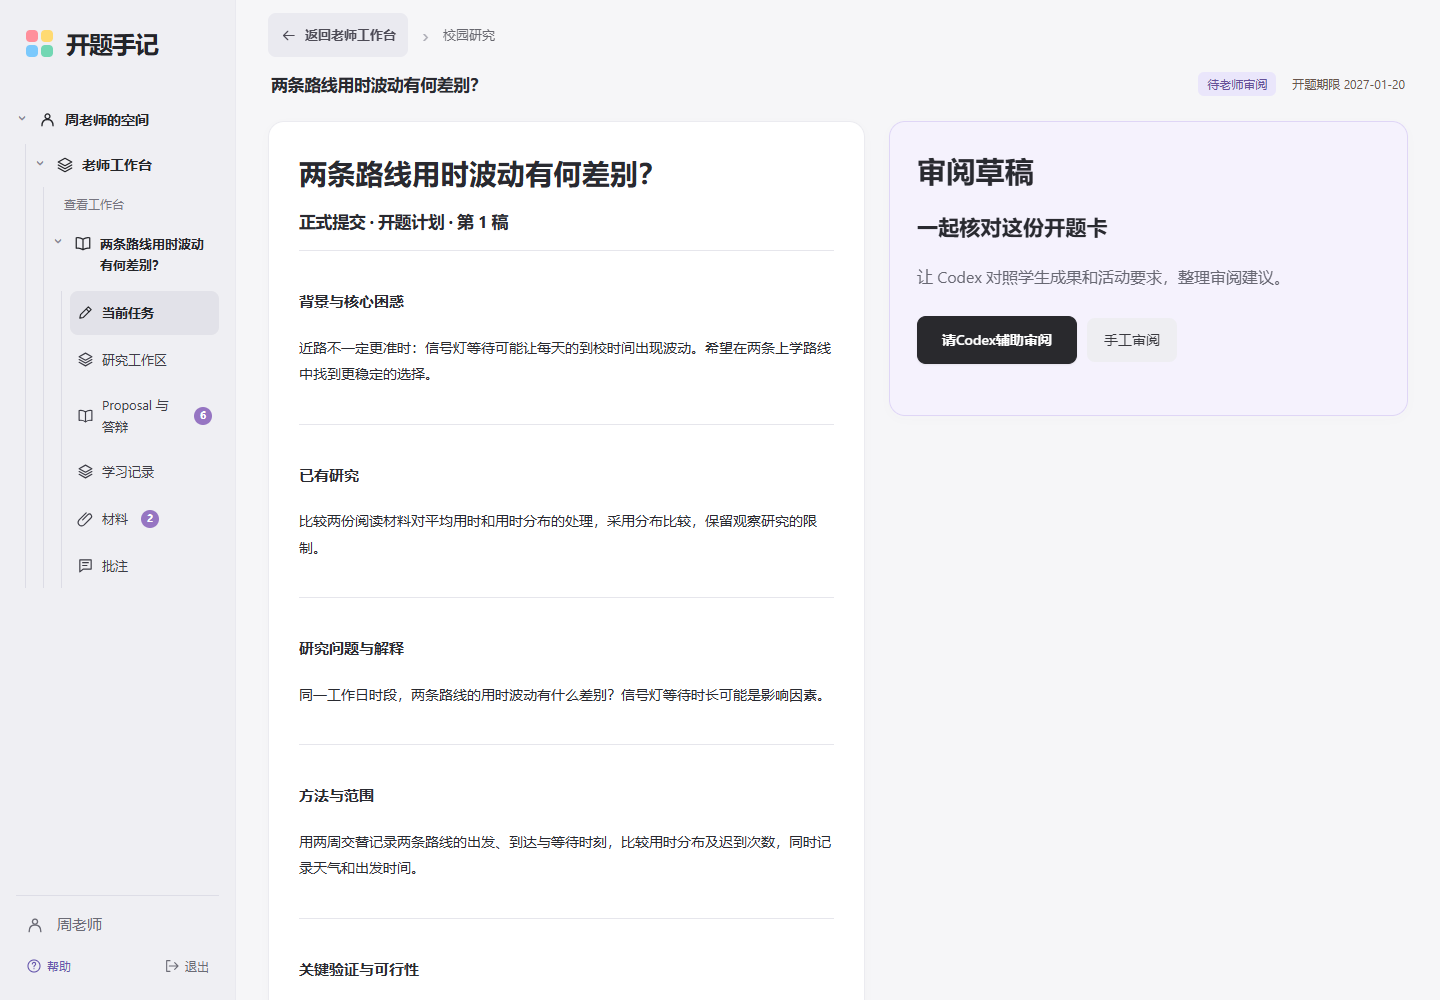 开题手记
周老师的空间
老师工作台
查看工作台
两条路线用时波动
有何差别？
当前任务
研究工作区
Proposal 与
答辩
6
学习记录
材料
2
批注
周老师
帮助
退出
返回老师工作台
校园研究
两条路线用时波动有何差别？
待老师审阅
开题期限 2027-01-20
两条路线用时波动有何差别？
正式提交 · 开题计划 · 第 1 稿
背景与核心困惑
近路不一定更准时：信号灯等待可能让每天的到校时间出现波动。希望在两条上学路线
中找到更稳定的选择。
已有研究
比较两份阅读材料对平均用时和用时分布的处理，采用分布比较，保留观察研究的限
制。
研究问题与解释
同一工作日时段，两条路线的用时波动有什么差别？信号灯等待时长可能是影响因素。
方法与范围
用两周交替记录两条路线的出发、到达与等待时刻，比较用时分布及迟到次数，同时记
录天气和出发时间。
关键验证与可行性
审阅草稿
一起核对这份开题卡
让 Codex 对照学生成果和活动要求，整理审阅建议。
请Codex辅助审阅
手工审阅